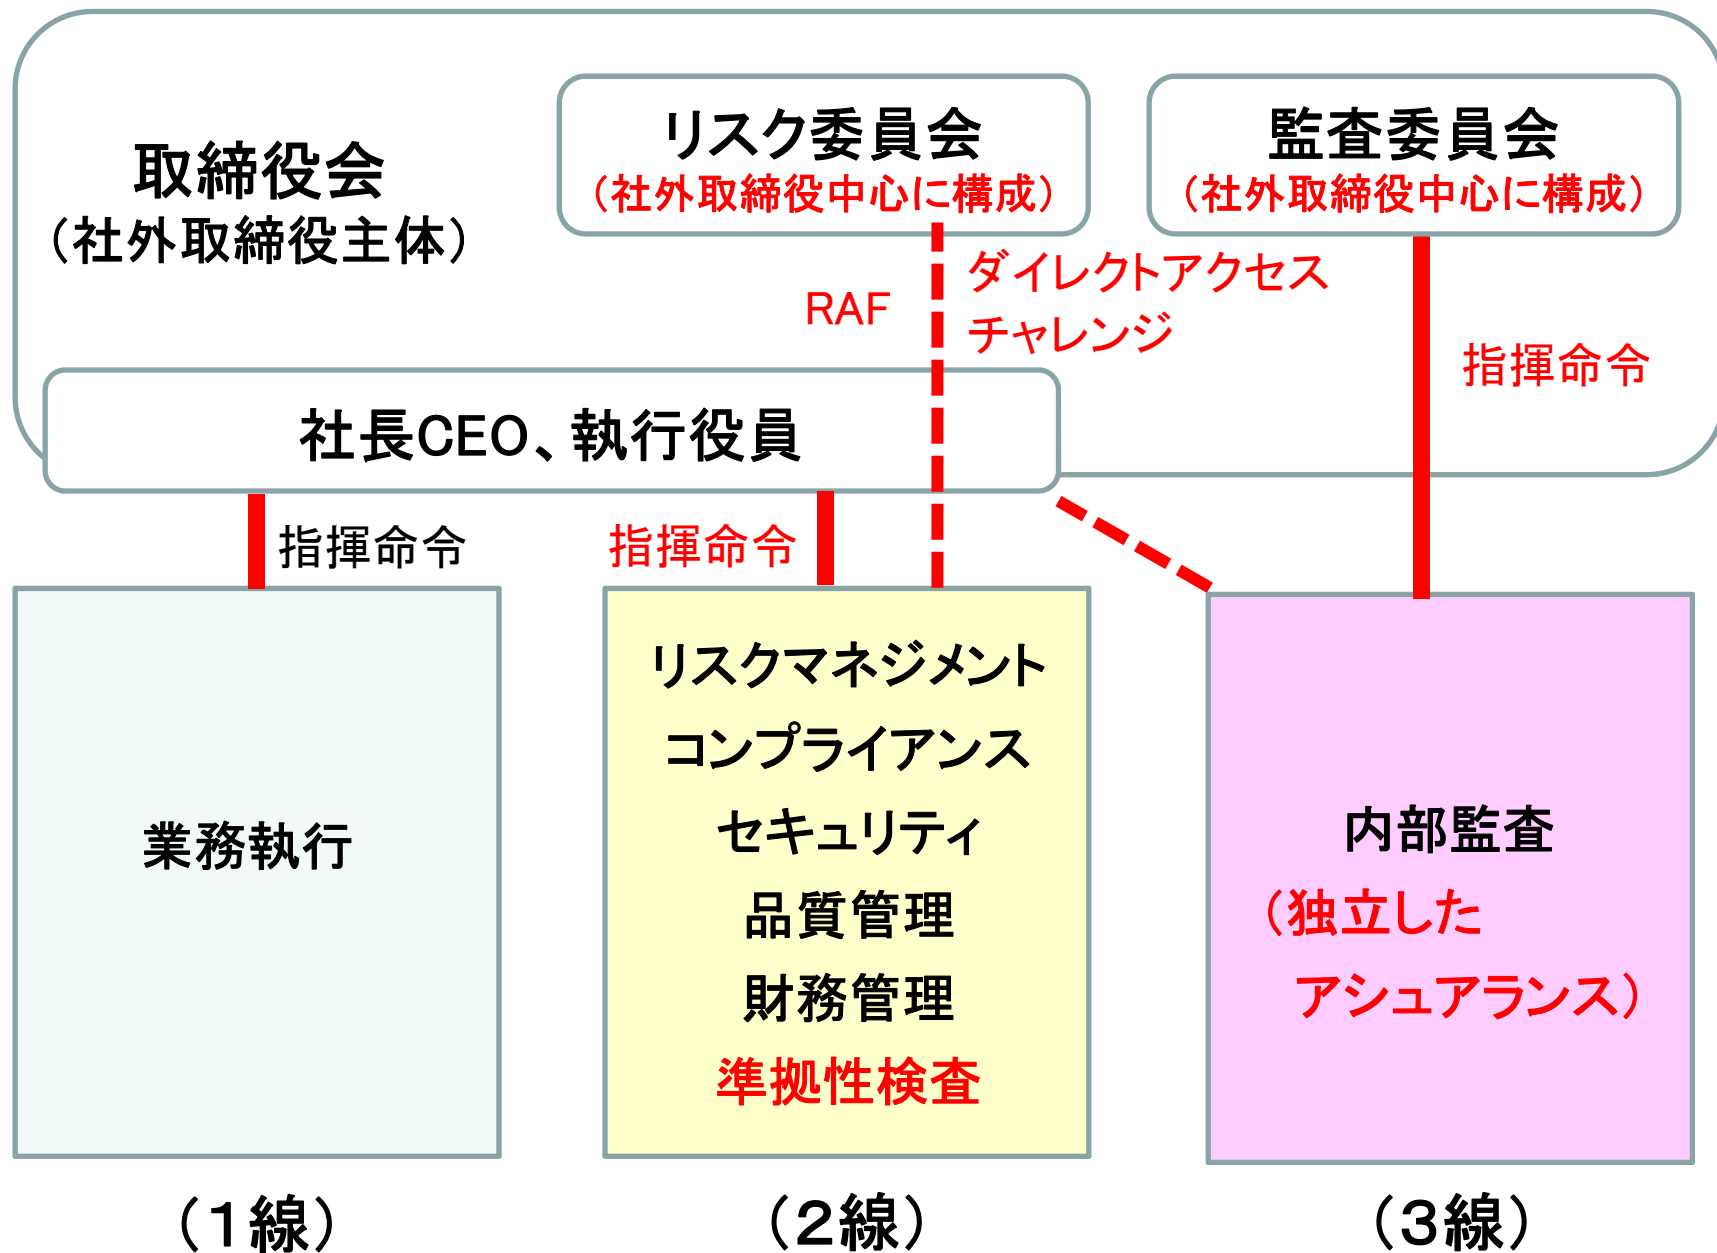 取締役会
（社外取締役主体）
リスク委員会
（社外取締役中心に構成）
監査委員会
（社外取締役中心に構成）
RAF
ダイレクトアクセス
チャレンジ
指揮命令
社長CEO、執行役員
指揮命令
指揮命令
業務執行
リスクマネジメント
コンプライアンス
セキュリティ
品質管理
財務管理
準拠性検査
内部監査
（独立した
アシュアランス）
（１線）
（２線）
（３線）